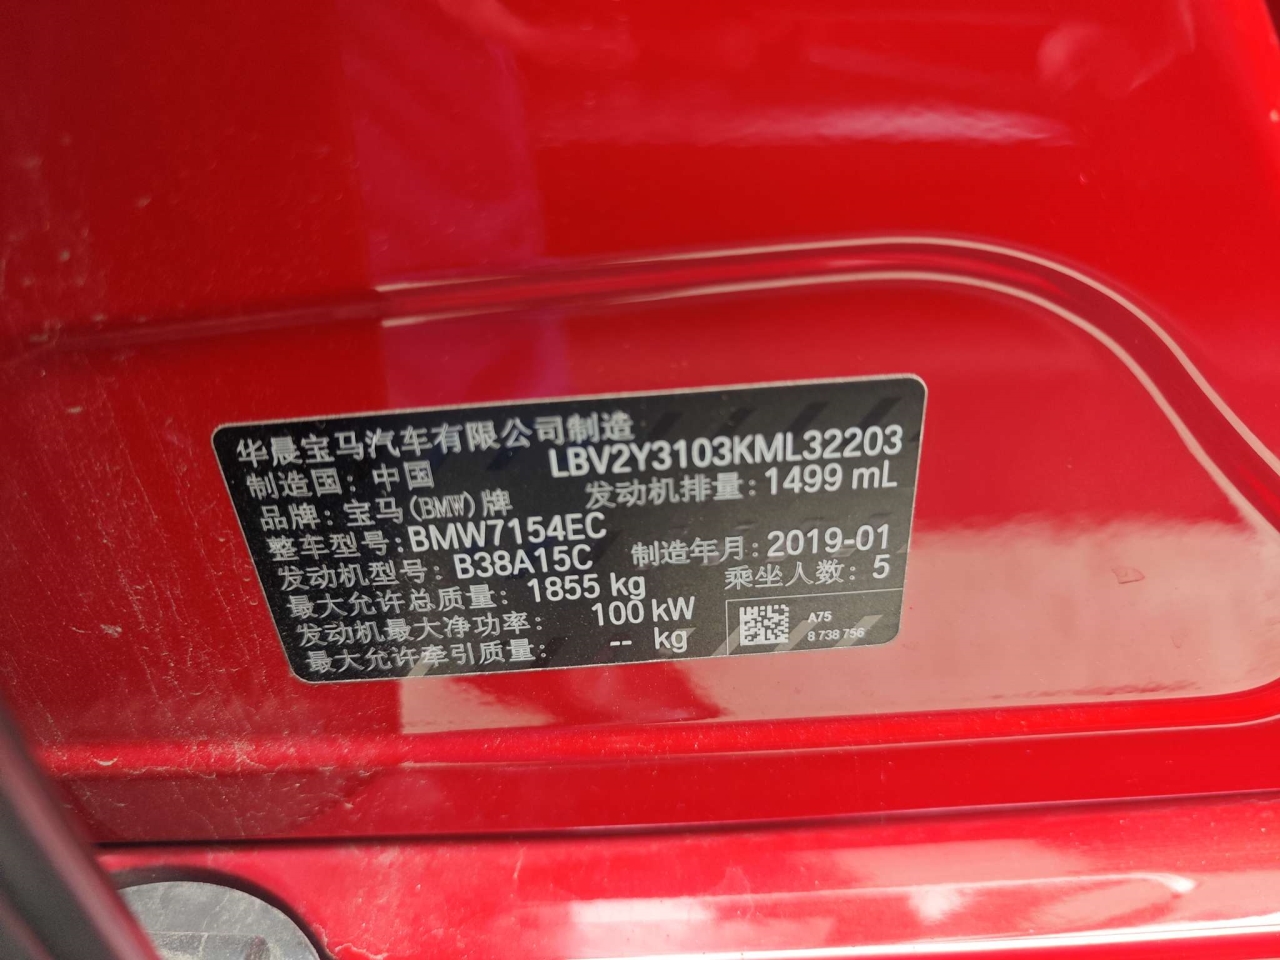 华晨宝马汽车有限公司制造
制造国：中国 LBV2Y3103KML32203
品牌：宝马(BMW)牌 发动机排量：1499 mL
整车型号：BMW7154EC
发动机型号：B38A15C 制造年月：2019-01
最大允许总质量：1855 kg 乘坐人数：5
发动机最大净功率：100 kW
最大允许牵引质量：-- kg
A75
8 738 756